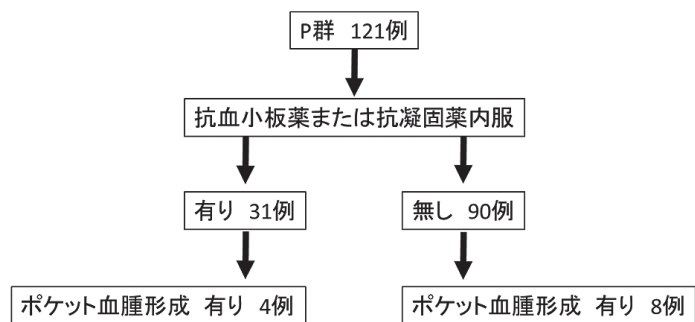 P群 121例
抗血小板薬または抗凝固薬内服
有り 31例
無し 90例
ポケット血腫形成 有り 4例
ポケット血腫形成 有り 8例